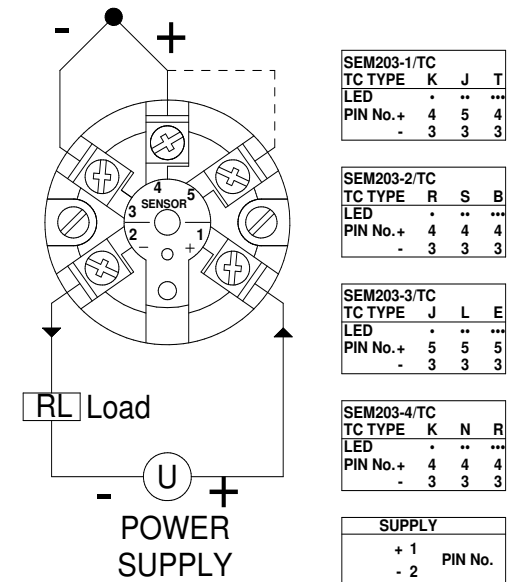 - +
4
SENSOR 5
3
2 1
- +
RL Load
U
- +
POWER
SUPPLY
SEM203-1/TC
TC TYPE K J T
LED • •• •••
PIN No.+ 4 5 4
- 3 3 3
SEM203-2/TC
TC TYPE R S B
LED • •• •••
PIN No.+ 4 4 4
- 3 3 3
SEM203-3/TC
TC TYPE J L E
LED • •• •••
PIN No.+ 5 5 5
- 3 3 3
SEM203-4/TC
TC TYPE K N R
LED • •• •••
PIN No.+ 4 4 4
- 3 3 3
SUPPLY
+ 1
PIN No.
- 2